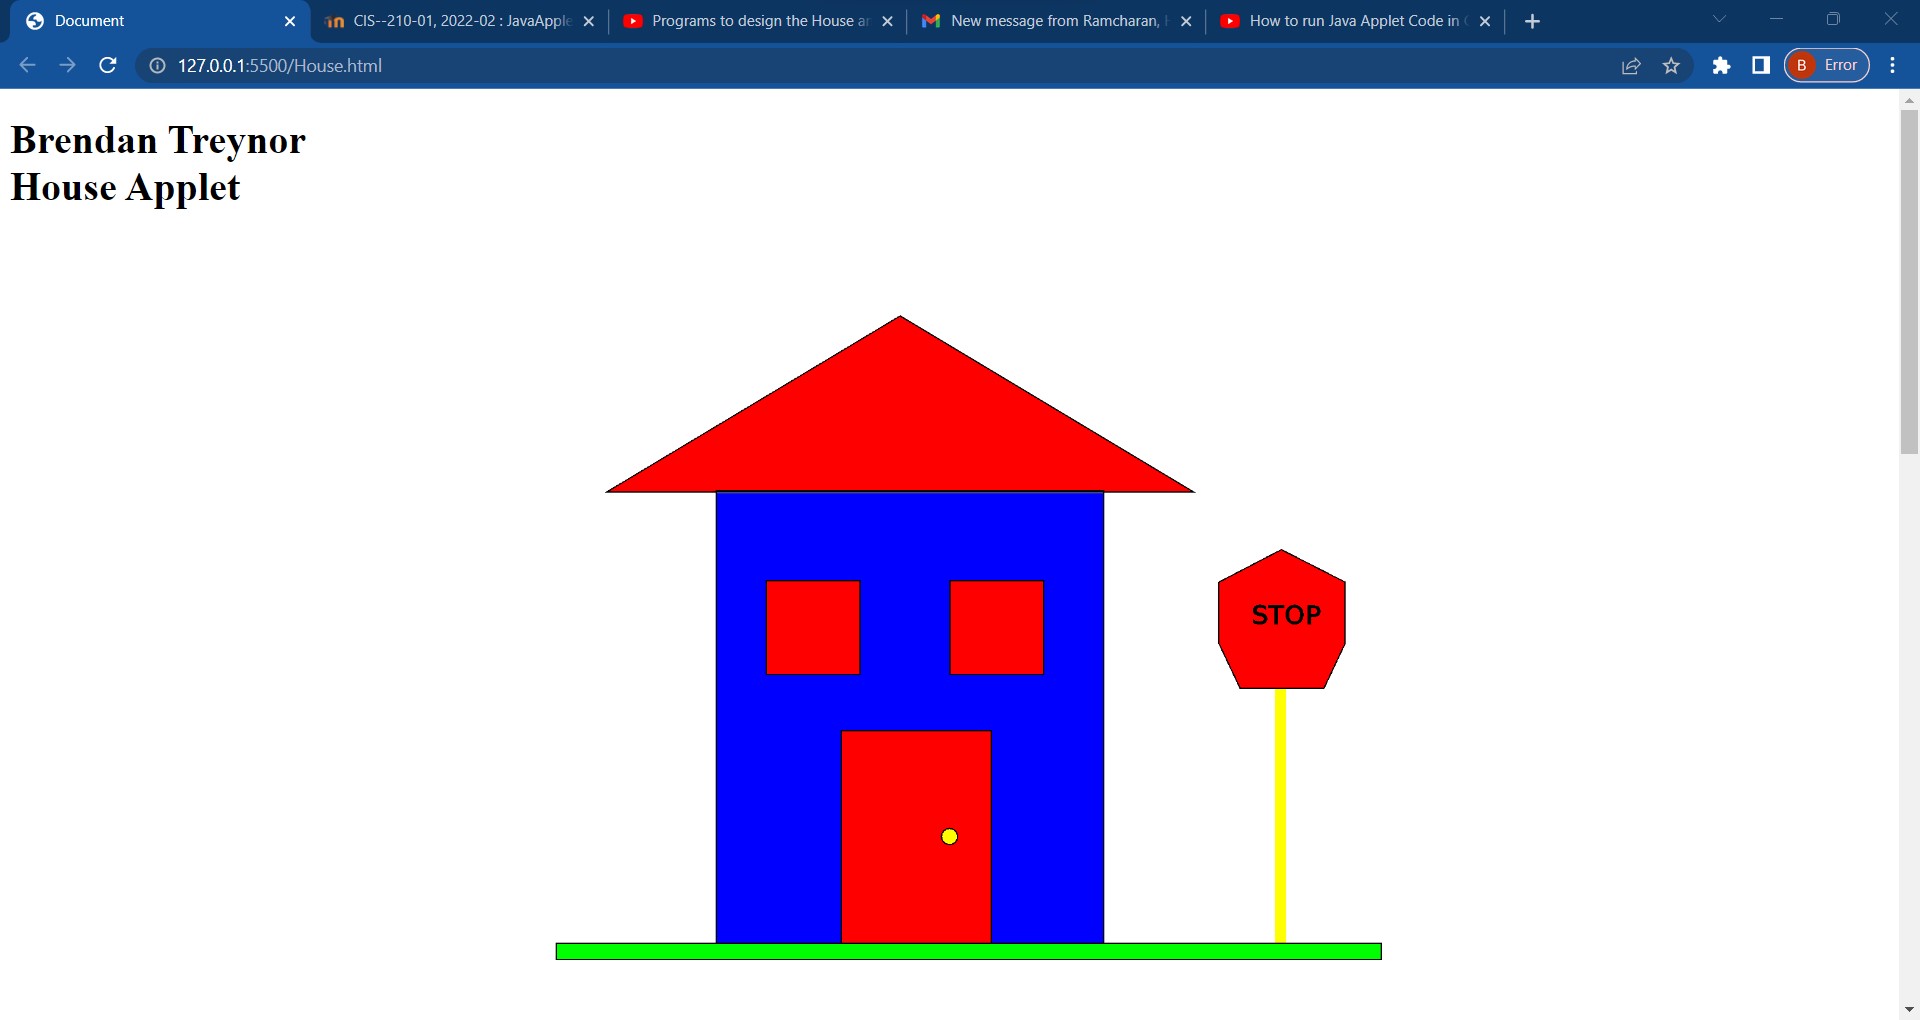 Document
CIS--210-01, 2022-02 : JavaApple
Programs to design the House a
New message from Ramcharan,
How to run Java Applet Code in
127.0.0.1:5500/House.html
B
Error
Brendan Treynor
House Applet
STOP